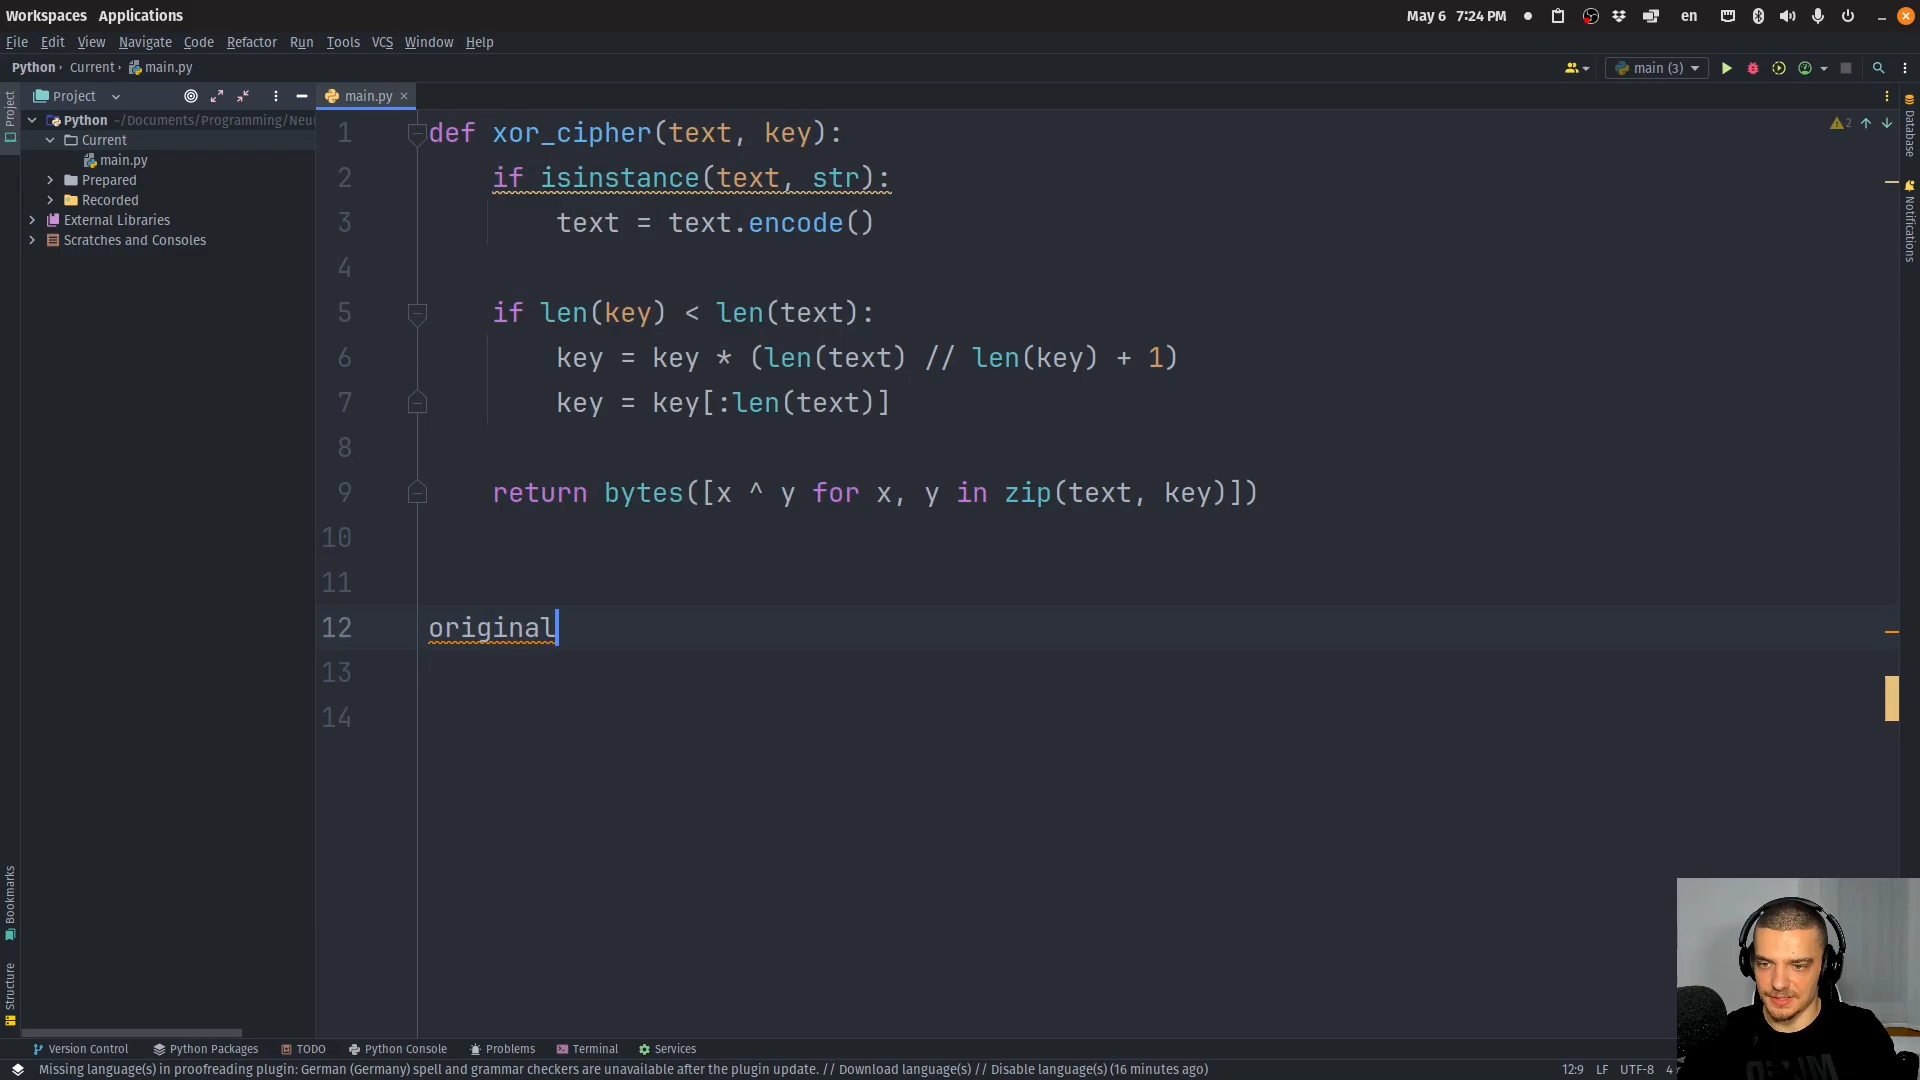 Workspaces Applications May 6 7:24 PM en
File Edit View Navigate Code Refactor Run Tools VCS Window Help
Python › Current › main.py main (3)
Project main.py
Python ~/Documents/Programming/Neur
Current
main.py
Prepared
Recorded
External Libraries
Scratches and Consoles
Project
Bookmarks
Structure
1 def xor_cipher(text, key):
2 if isinstance(text, str):
3 text = text.encode()
4
5 if len(key) < len(text):
6 key = key * (len(text) // len(key) + 1)
7 key = key[:len(text)]
8
9 return bytes([x ^ y for x, y in zip(text, key)])
10
11
12 original
13
14
2
Database
Notifications
Version Control Python Packages TODO Python Console Problems Terminal Services
Missing language(s) in proofreading plugin: German (Germany) spell and grammar checkers are unavailable after the plugin update. // Download language(s) // Disable language(s) (16 minutes ago) 12:9 LF UTF-8 4